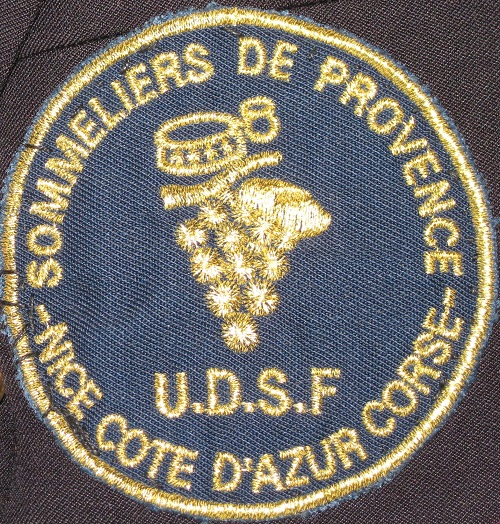 SOMMELIERS DE PROVENCE
U.D.S.F
-NICE COTE D'AZUR CORSE-